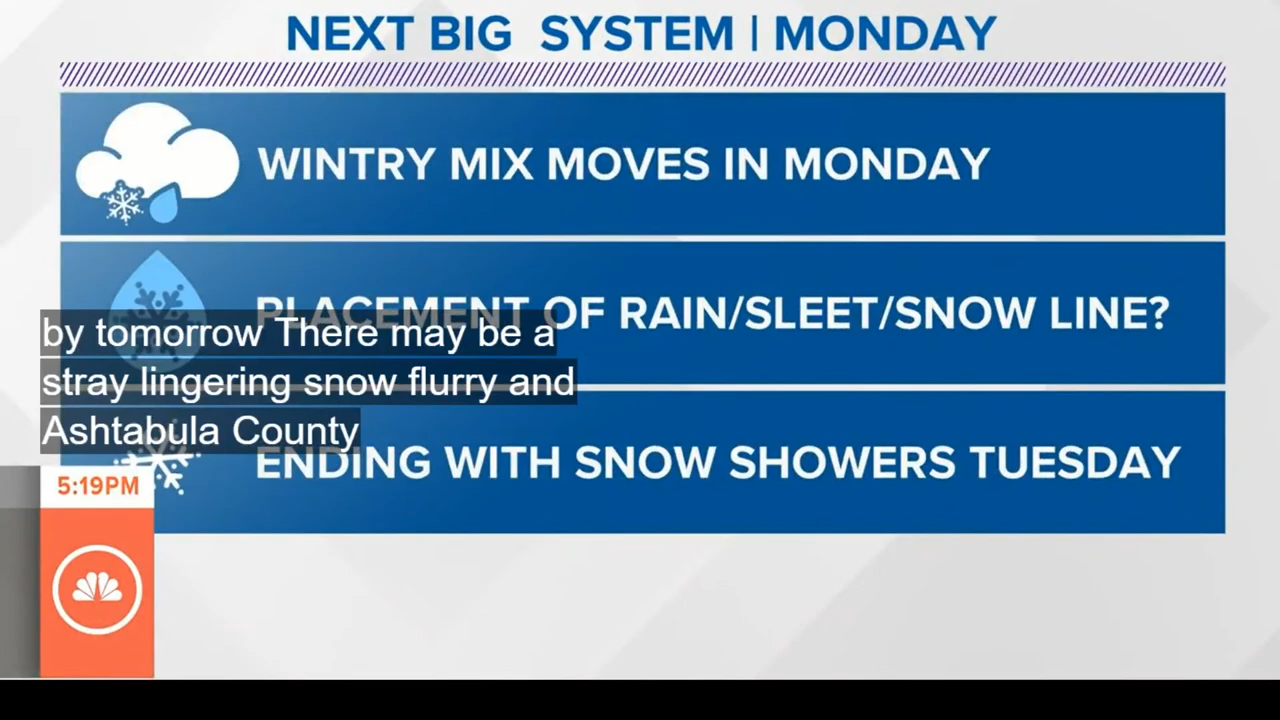 NEXT BIG SYSTEM | MONDAY
WINTRY MIX MOVES IN MONDAY
PLACEMENT OF RAIN/SLEET/SNOW LINE?
by tomorrow There may be a
stray lingering snow flurry and
Ashtabula County
ENDING WITH SNOW SHOWERS TUESDAY
5:19PM